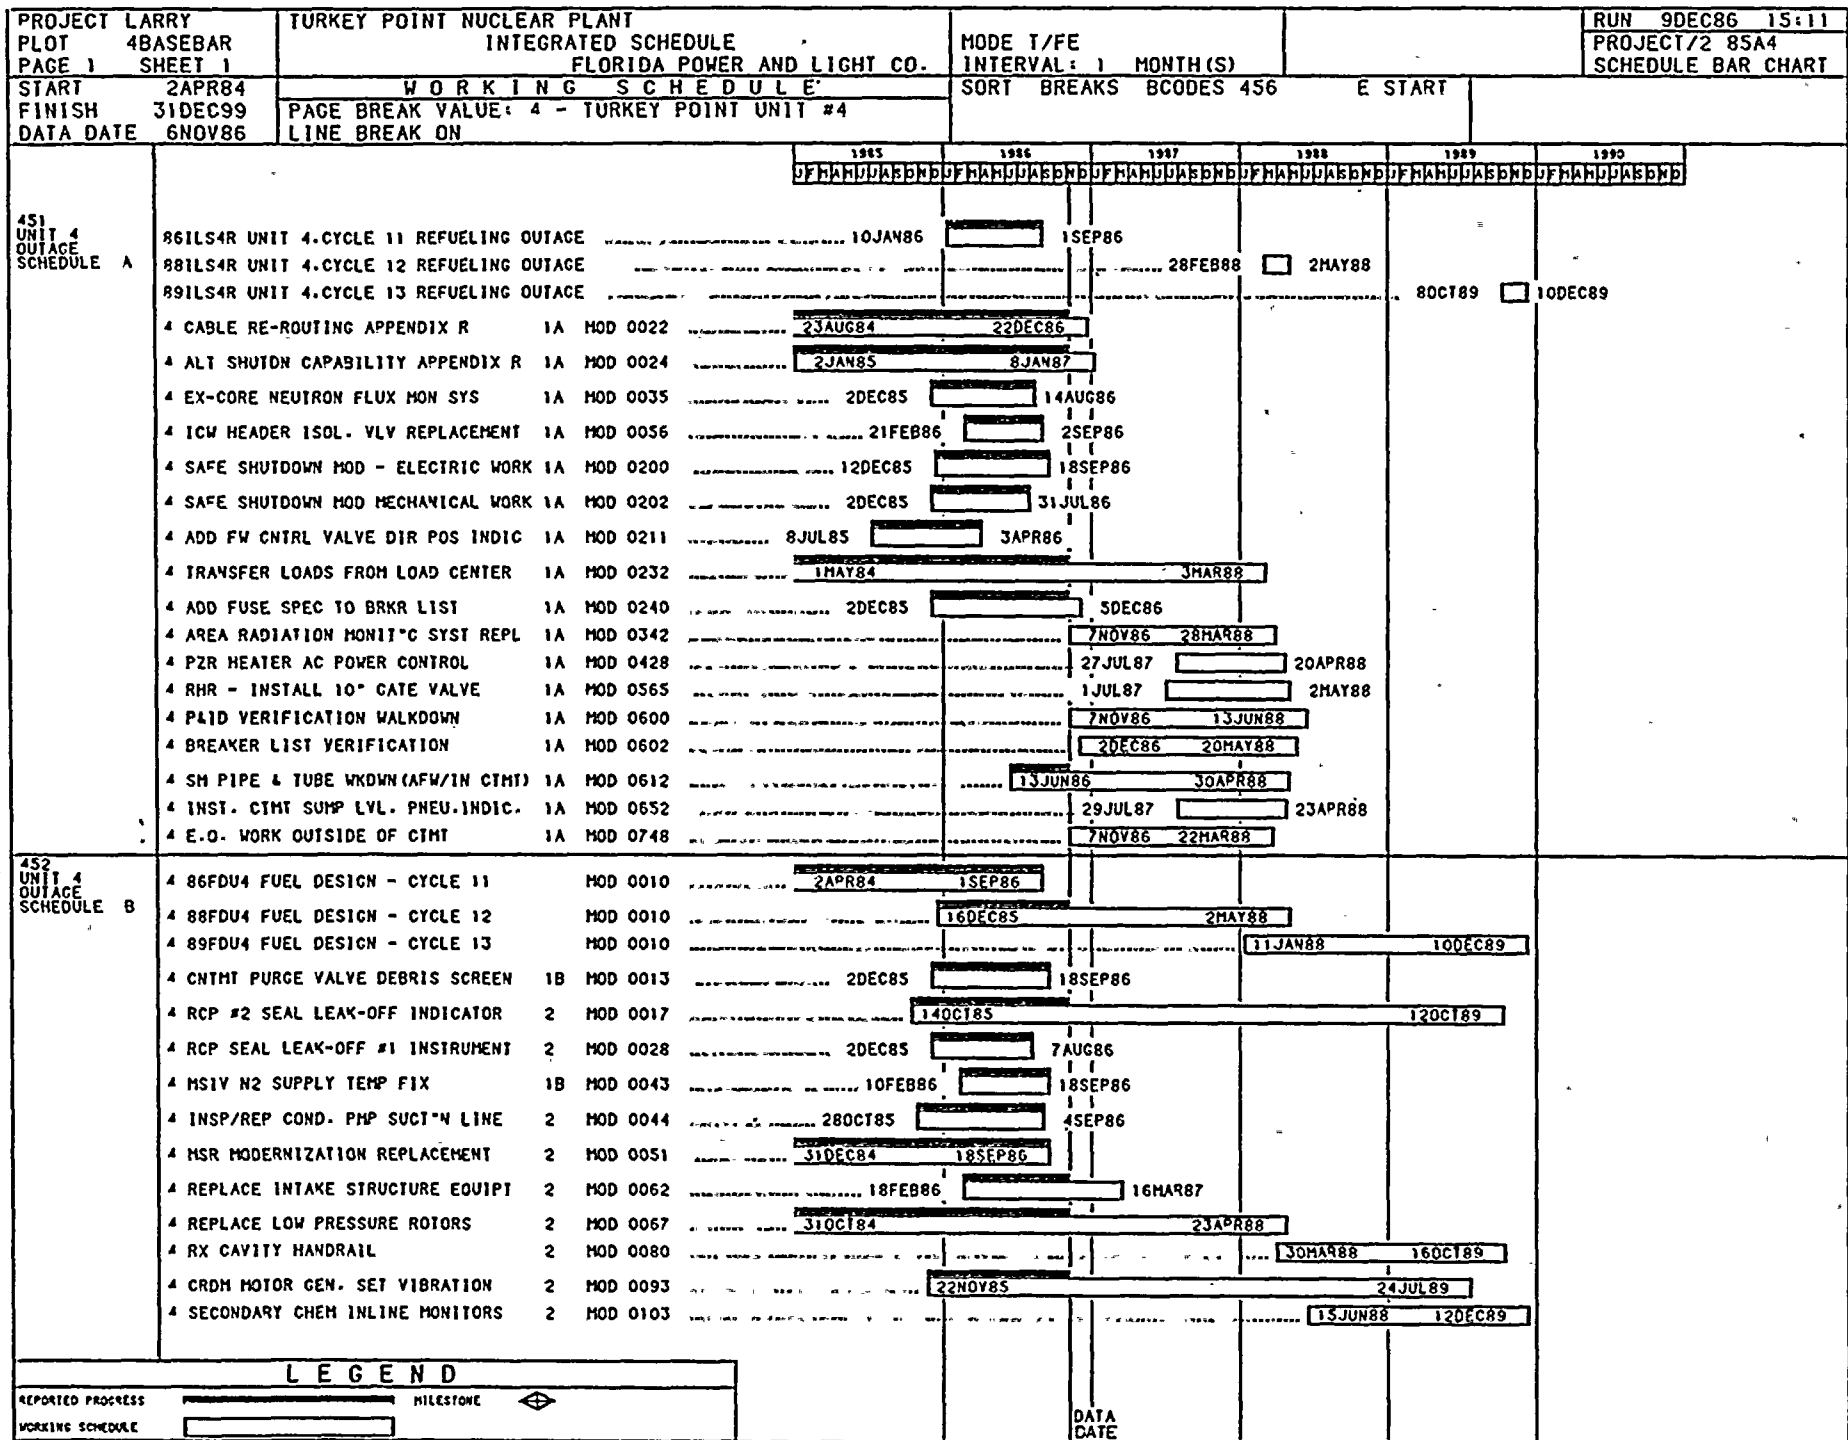 PROJECT LARRY
PLOT 4BASEBAR
PAGE 1 SHEET 1
TURKEY POINT NUCLEAR PLANT
INTEGRATED SCHEDULE
FLORIDA POWER AND LIGHT CO.
MODE T/FE
INTERVAL: 1 MONTH(S)
RUN 9DEC86 15:11
PROJECT/2 85A4
SCHEDULE BAR CHART
START 2APR84
FINISH 31DEC99
DATA DATE 6NOV86
WORKING SCHEDULE
PAGE BREAK VALUE: 4 - TURKEY POINT UNIT #4
LINE BREAK ON
SORT BREAKS BCODES 456 E START
1985 1986 1987 1988 1989 1990
JFMAMJJASOND JFMAMJJASOND JFMAMJJASOND JFMAMJJASOND JFMAMJJASOND JFMAMJJASOND
451
UNIT 4
OUTAGE
SCHEDULE A
86ILS4R UNIT 4.CYCLE 11 REFUELING OUTAGE 10JAN86 1SEP86
88ILS4R UNIT 4.CYCLE 12 REFUELING OUTAGE 28FEB88 2MAY88
89ILS4R UNIT 4.CYCLE 13 REFUELING OUTAGE 8OCT89 10DEC89
4 CABLE RE-ROUTING APPENDIX R 1A MOD 0022 23AUG84 22DEC86
4 ALT SHUTDN CAPABILITY APPENDIX R 1A MOD 0024 2JAN85 8JAN87
4 EX-CORE NEUTRON FLUX MON SYS 1A MOD 0035 2DEC85 14AUG86
4 ICW HEADER ISOL. VLV REPLACEMENT 1A MOD 0056 21FEB86 2SEP86
4 SAFE SHUTDOWN MOD - ELECTRIC WORK 1A MOD 0200 12DEC85 18SEP86
4 SAFE SHUTDOWN MOD MECHANICAL WORK 1A MOD 0202 2DEC85 31JUL86
4 ADD FW CNTRL VALVE DIR POS INDIC 1A MOD 0211 8JUL85 3APR86
4 TRANSFER LOADS FROM LOAD CENTER 1A MOD 0232 1MAY84 3MAR88
4 ADD FUSE SPEC TO BRKR LIST 1A MOD 0240 2DEC85 5DEC86
4 AREA RADIATION MONIT"G SYST REPL 1A MOD 0342 7NOV86 28MAR88
4 PZR HEATER AC POWER CONTROL 1A MOD 0428 27JUL87 20APR88
4 RHR - INSTALL 10" GATE VALVE 1A MOD 0565 1JUL87 2MAY88
4 P&ID VERIFICATION WALKDOWN 1A MOD 0600 7NOV86 13JUN88
4 BREAKER LIST VERIFICATION 1A MOD 0602 2DEC86 20MAY88
4 SM PIPE & TUBE WKDWN(AFW/IN CTMT) 1A MOD 0612 13JUN86 30APR88
4 INST. CTMT SUMP LVL. PNEU.INDIC. 1A MOD 0652 29JUL87 23APR88
4 E.O. WORK OUTSIDE OF CTMT 1A MOD 0748 7NOV86 22MAR88
452
UNIT 4
OUTAGE
SCHEDULE B
4 86FDU4 FUEL DESIGN - CYCLE 11 MOD 0010 2APR84 1SEP86
4 88FDU4 FUEL DESIGN - CYCLE 12 MOD 0010 16DEC85 2MAY88
4 89FDU4 FUEL DESIGN - CYCLE 13 MOD 0010 11JAN88 10DEC89
4 CNTMT PURGE VALVE DEBRIS SCREEN 1B MOD 0013 2DEC85 18SEP86
4 RCP #2 SEAL LEAK-OFF INDICATOR 2 MOD 0017 14OCT85 12OCT89
4 RCP SEAL LEAK-OFF #1 INSTRUMENT 2 MOD 0028 2DEC85 7AUG86
4 MSIV N2 SUPPLY TEMP FIX 1B MOD 0043 10FEB86 18SEP86
4 INSP/REP COND. PMP SUCT"N LINE 2 MOD 0044 28OCT85 4SEP86
4 MSR MODERNIZATION REPLACEMENT 2 MOD 0051 31DEC84 18SEP86
4 REPLACE INTAKE STRUCTURE EQUIPT 2 MOD 0062 18FEB86 16MAR87
4 REPLACE LOW PRESSURE ROTORS 2 MOD 0067 31OCT84 23APR88
4 RX CAVITY HANDRAIL 2 MOD 0080 30MAR88 16OCT89
4 CRDM MOTOR GEN. SET VIBRATION 2 MOD 0093 22NOV85 24JUL89
4 SECONDARY CHEM INLINE MONITORS 2 MOD 0103 15JUN88 12DEC89
LEGEND
REPORTED PROGRESS MILESTONE
WORKING SCHEDULE
DATA
DATE